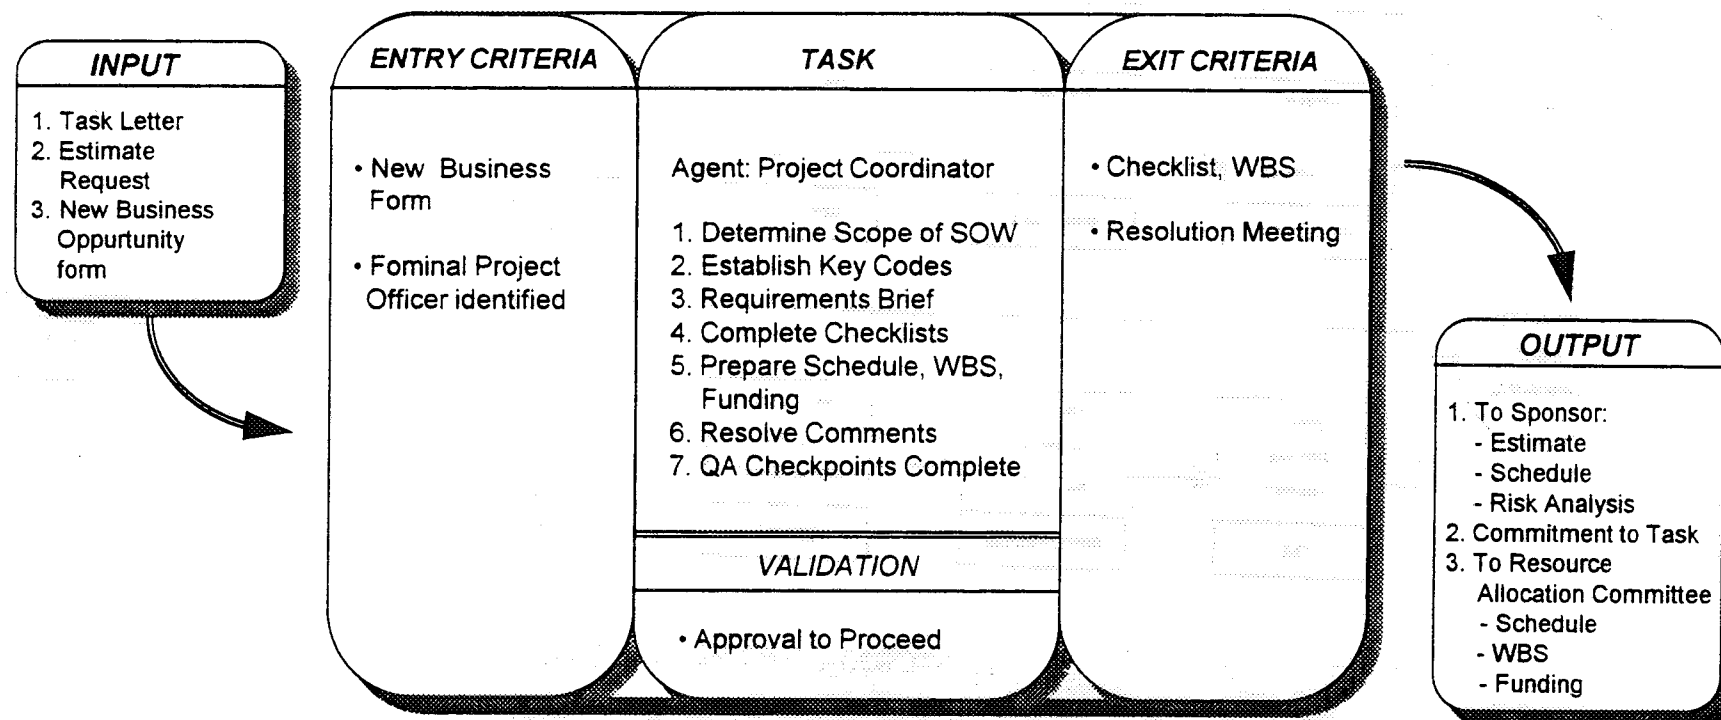 INPUT
1. Task Letter
2. Estimate
Request
3. New Business
Oppurtunity
form
ENTRY CRITERIA
• New Business
Form
• Fominal Project
Officer identified
TASK
Agent: Project Coordinator
1. Determine Scope of SOW
2. Establish Key Codes
3. Requirements Brief
4. Complete Checklists
5. Prepare Schedule, WBS,
Funding
6. Resolve Comments
7. QA Checkpoints Complete
VALIDATION
• Approval to Proceed
EXIT CRITERIA
• Checklist, WBS
• Resolution Meeting
OUTPUT
1. To Sponsor:
- Estimate
- Schedule
- Risk Analysis
2. Commitment to Task
3. To Resource
Allocation Committee
- Schedule
- WBS
- Funding